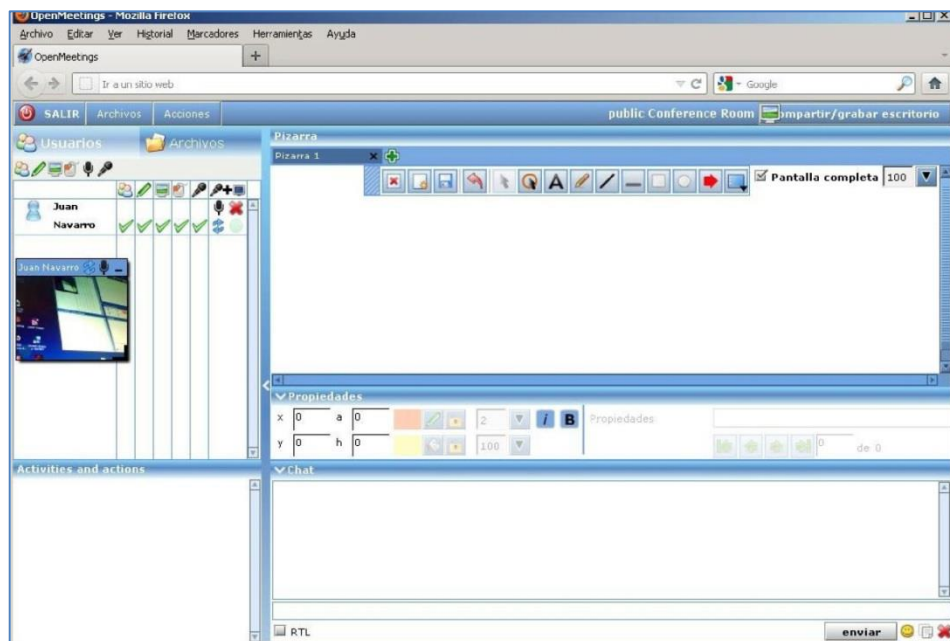 OpenMeetings - Mozilla Firefox
Archivo Editar Ver Historial Marcadores Herramientas Ayuda
OpenMeetings
Ir a un sitio web
Google
SALIR Archivos Acciones public Conference Room ompartir/grabar escritorio
Usuarios Archivos
Pizarra
Pizarra 1
Pantalla completa 100
Juan
Navarro
Juan Navarro
Propiedades
x 0 a 0 2 i B Propiedades
y 0 h 0 100 0 de 0
Activities and actions
Chat
RTL
enviar